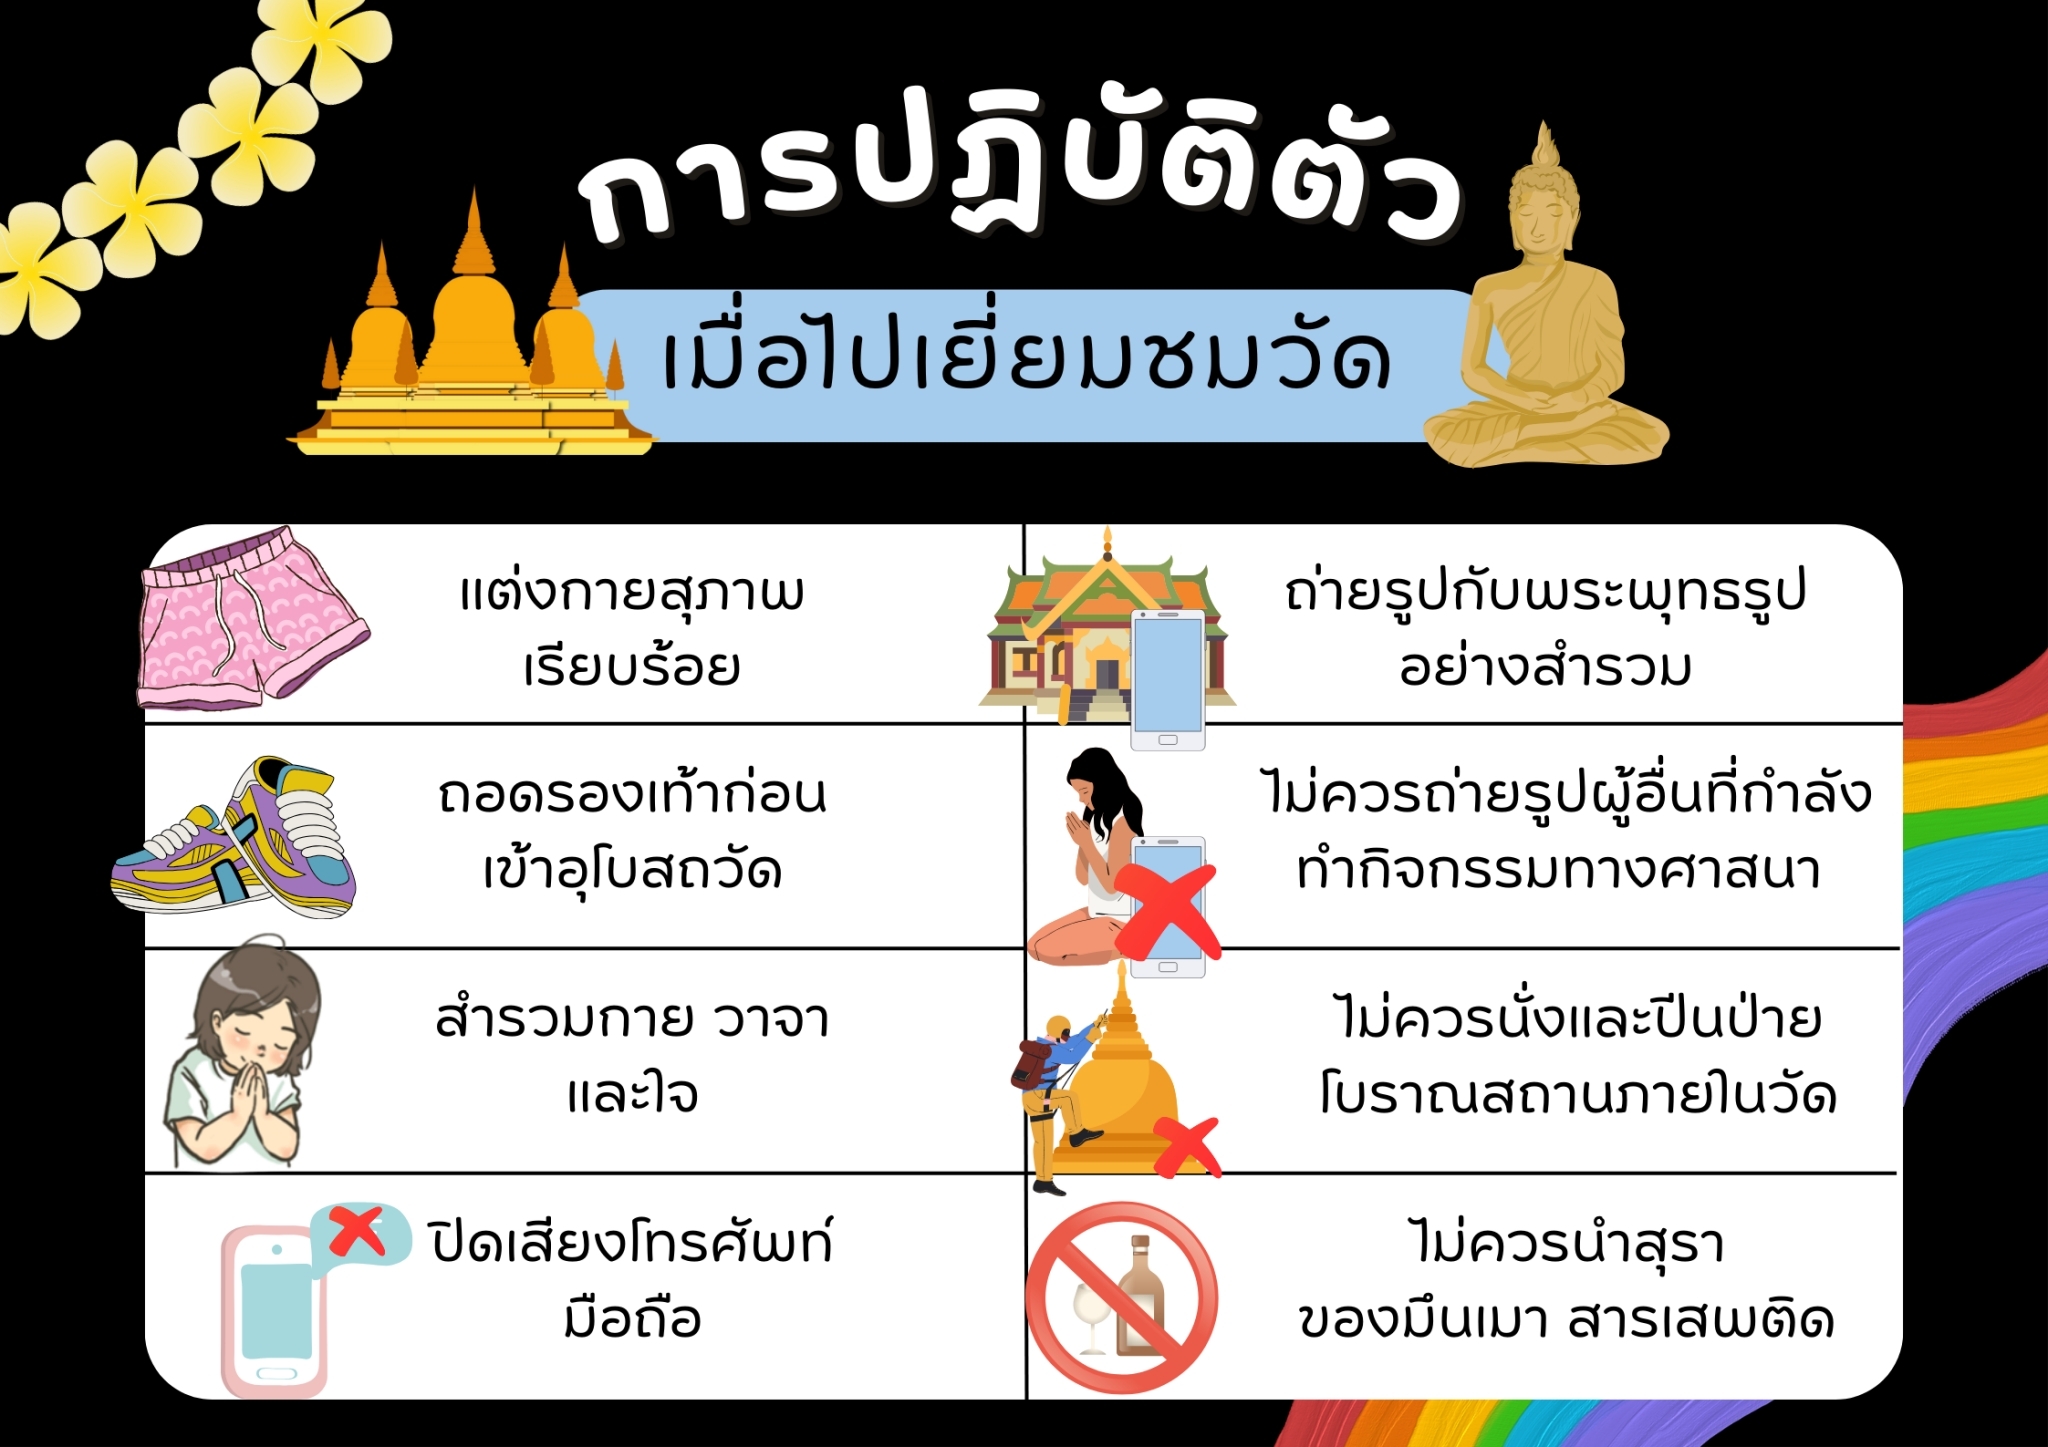 การปฏิบัติตัว
เมื่อไปเยี่ยมชมวัด
แต่งกายสุภาพ
เรียบร้อย
ถอดรองเท้าก่อน
เข้าอุโบสถวัด
สำรวมกาย วาจา
และใจ
ปิดเสียงโทรศัพท์
มือถือ
ถ่ายรูปกับพระพุทธรูป
อย่างสำรวม
ไม่ควรถ่ายรูปผู้อื่นที่กำลัง
ทำกิจกรรมทางศาสนา
ไม่ควรนั่งและปีนป่าย
โบราณสถานภายในวัด
ไม่ควรนำสุรา
ของมึนเมา สารเสพติด